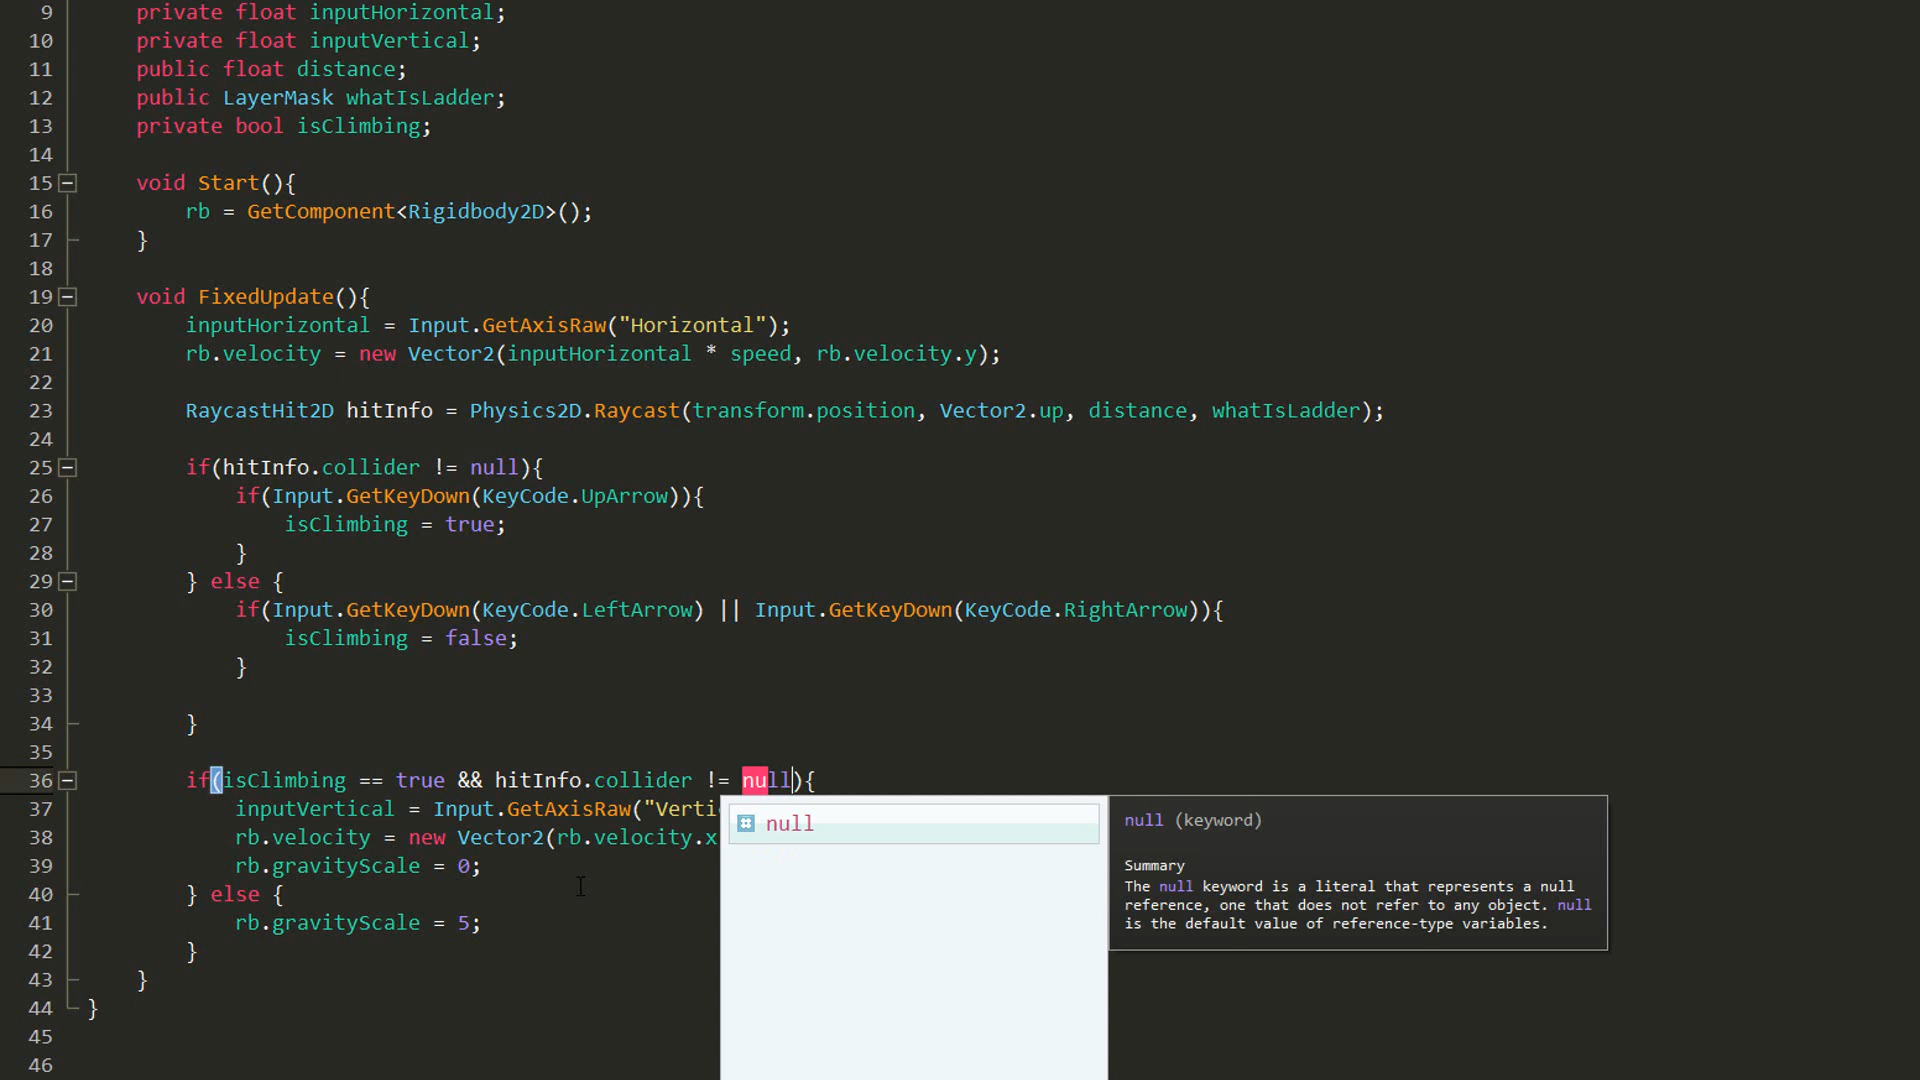 9 private float inputHorizontal;
10 private float inputVertical;
11 public float distance;
12 public LayerMask whatIsLadder;
13 private bool isClimbing;
14
15 void Start(){
16 rb = GetComponent<Rigidbody2D>();
17 }
18
19 void FixedUpdate(){
20 inputHorizontal = Input.GetAxisRaw("Horizontal");
21 rb.velocity = new Vector2(inputHorizontal * speed, rb.velocity.y);
22
23 RaycastHit2D hitInfo = Physics2D.Raycast(transform.position, Vector2.up, distance, whatIsLadder);
24
25 if(hitInfo.collider != null){
26 if(Input.GetKeyDown(KeyCode.UpArrow)){
27 isClimbing = true;
28 }
29 } else {
30 if(Input.GetKeyDown(KeyCode.LeftArrow) || Input.GetKeyDown(KeyCode.RightArrow)){
31 isClimbing = false;
32 }
33
34 }
35
36 if(isClimbing == true && hitInfo.collider != null){
37 inputVertical = Input.GetAxisRaw("Verti
38 rb.velocity = new Vector2(rb.velocity.x
39 rb.gravityScale = 0;
40 } else {
41 rb.gravityScale = 5;
42 }
43 }
44 }
45
46
null
null (keyword)
Summary
The null keyword is a literal that represents a null
reference, one that does not refer to any object. null
is the default value of reference-type variables.